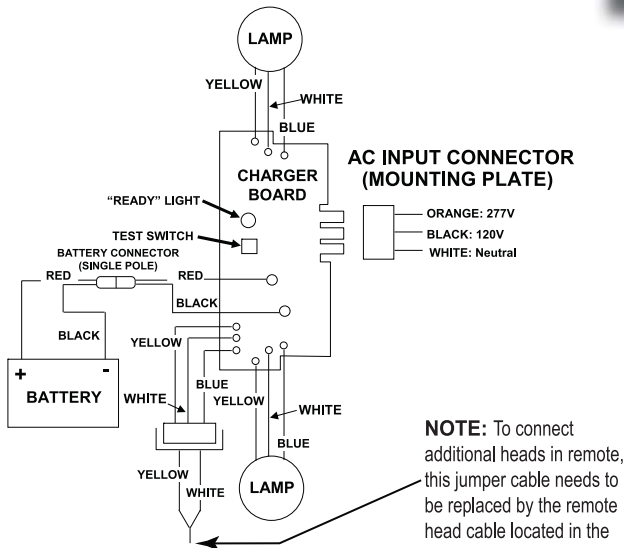 LAMP
YELLOW
WHITE
BLUE
AC INPUT CONNECTOR
(MOUNTING PLATE)
CHARGER
BOARD
"READY" LIGHT
ORANGE: 277V
TEST SWITCH
BLACK: 120V
BATTERY CONNECTOR
(SINGLE POLE)
WHITE: Neutral
RED
RED
BLACK
BLACK
YELLOW
+
-
BATTERY
BLUE
WHITE
YELLOW
WHITE
BLUE
YELLOW
WHITE
LAMP
NOTE: To connect
additional heads in remote,
this jumper cable needs to
be replaced by the remote
head cable located in the